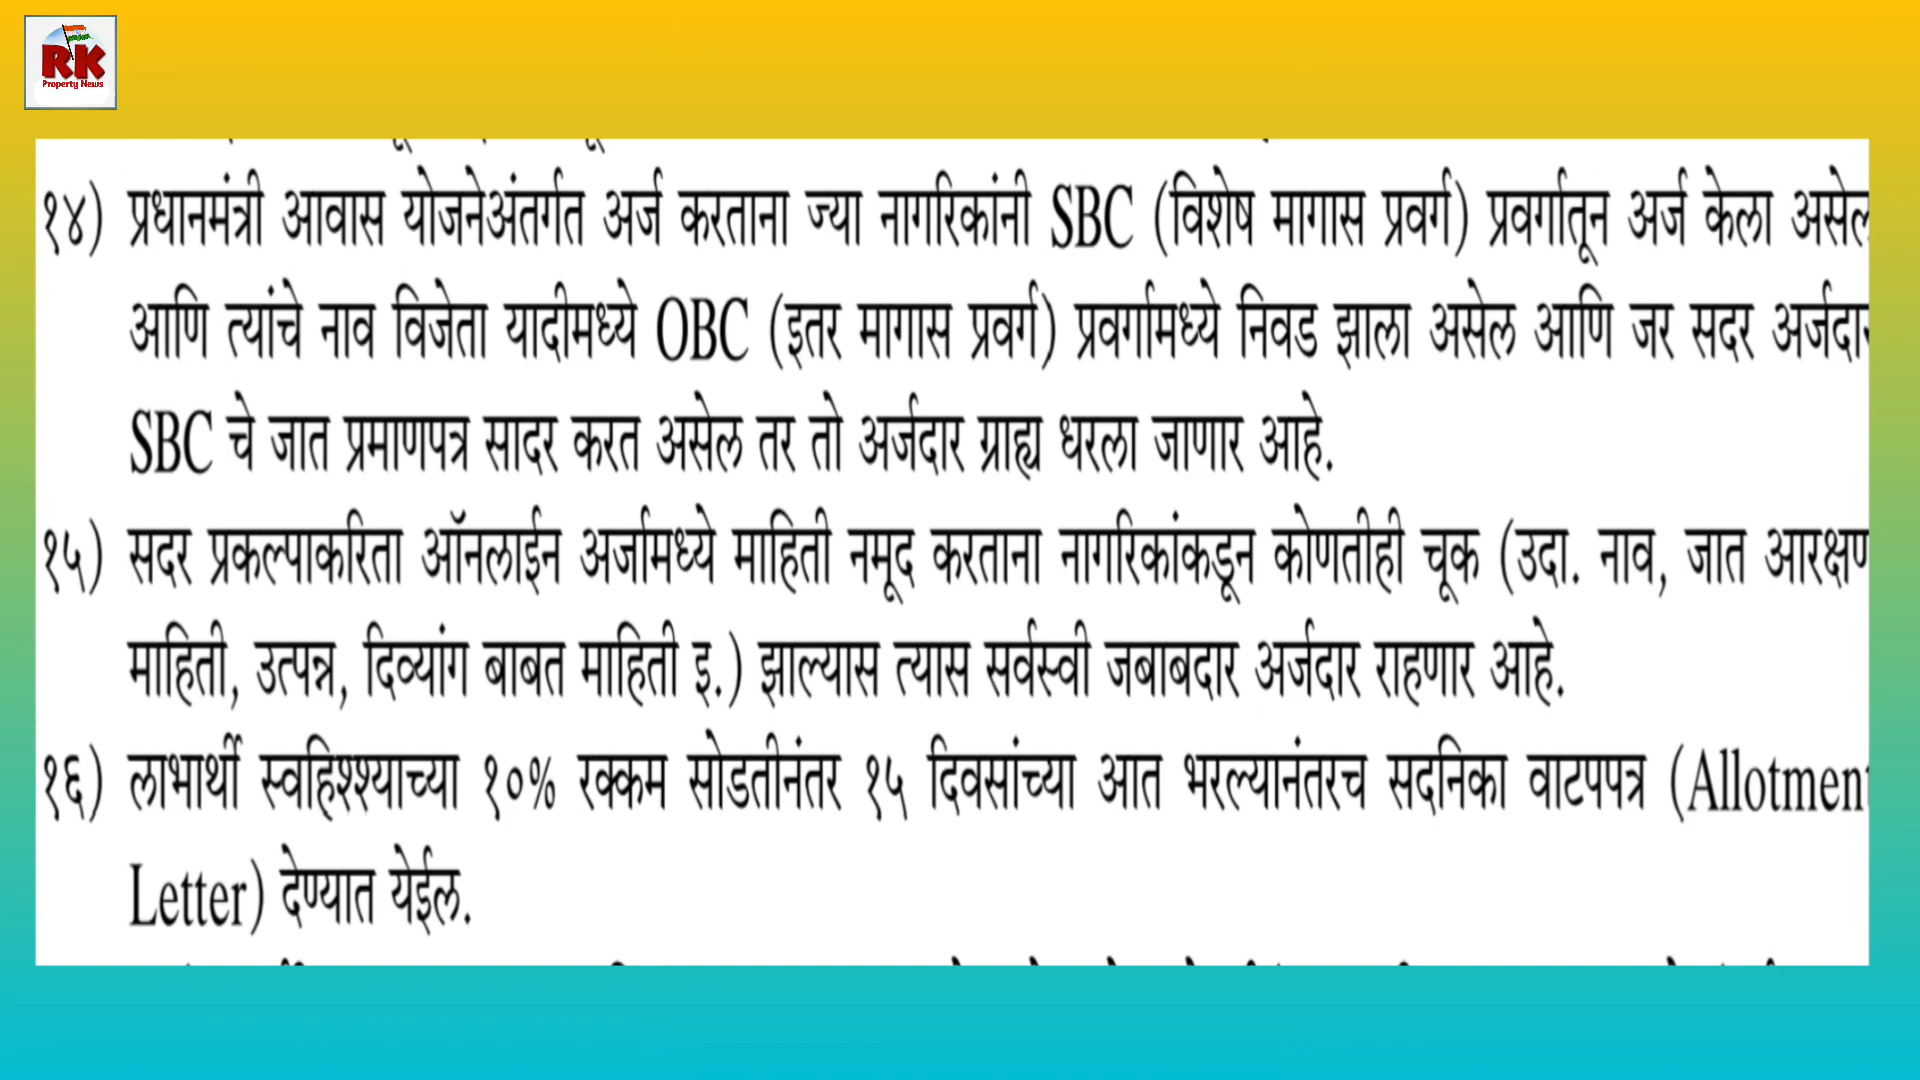 RK
Property News
१४) प्रधानमंत्री आवास योजनेअंतर्गत अर्ज करताना ज्या नागरिकांनी SBC (विशेष मागास प्रवर्ग) प्रवर्गातून अर्ज केला असेल
आणि त्यांचे नाव विजेता यादीमध्ये OBC (इतर मागास प्रवर्ग) प्रवर्गामध्ये निवड झाला असेल आणि जर सदर अर्जदार
SBC चे जात प्रमाणपत्र सादर करत असेल तर तो अर्जदार ग्राह्य धरला जाणार आहे.
१५) सदर प्रकल्पाकरिता ऑनलाईन अर्जामध्ये माहिती नमूद करताना नागरिकांकडून कोणतीही चूक (उदा. नाव, जात आरक्षण
माहिती, उत्पन्न, दिव्यांग बाबत माहिती इ.) झाल्यास त्यास सर्वस्वी जबाबदार अर्जदार राहणार आहे.
१६) लाभार्थी स्वहिश्श्याच्या १०% रक्कम सोडतीनंतर १५ दिवसांच्या आत भरल्यानंतरच सदनिका वाटपपत्र (Allotment
Letter) देण्यात येईल.